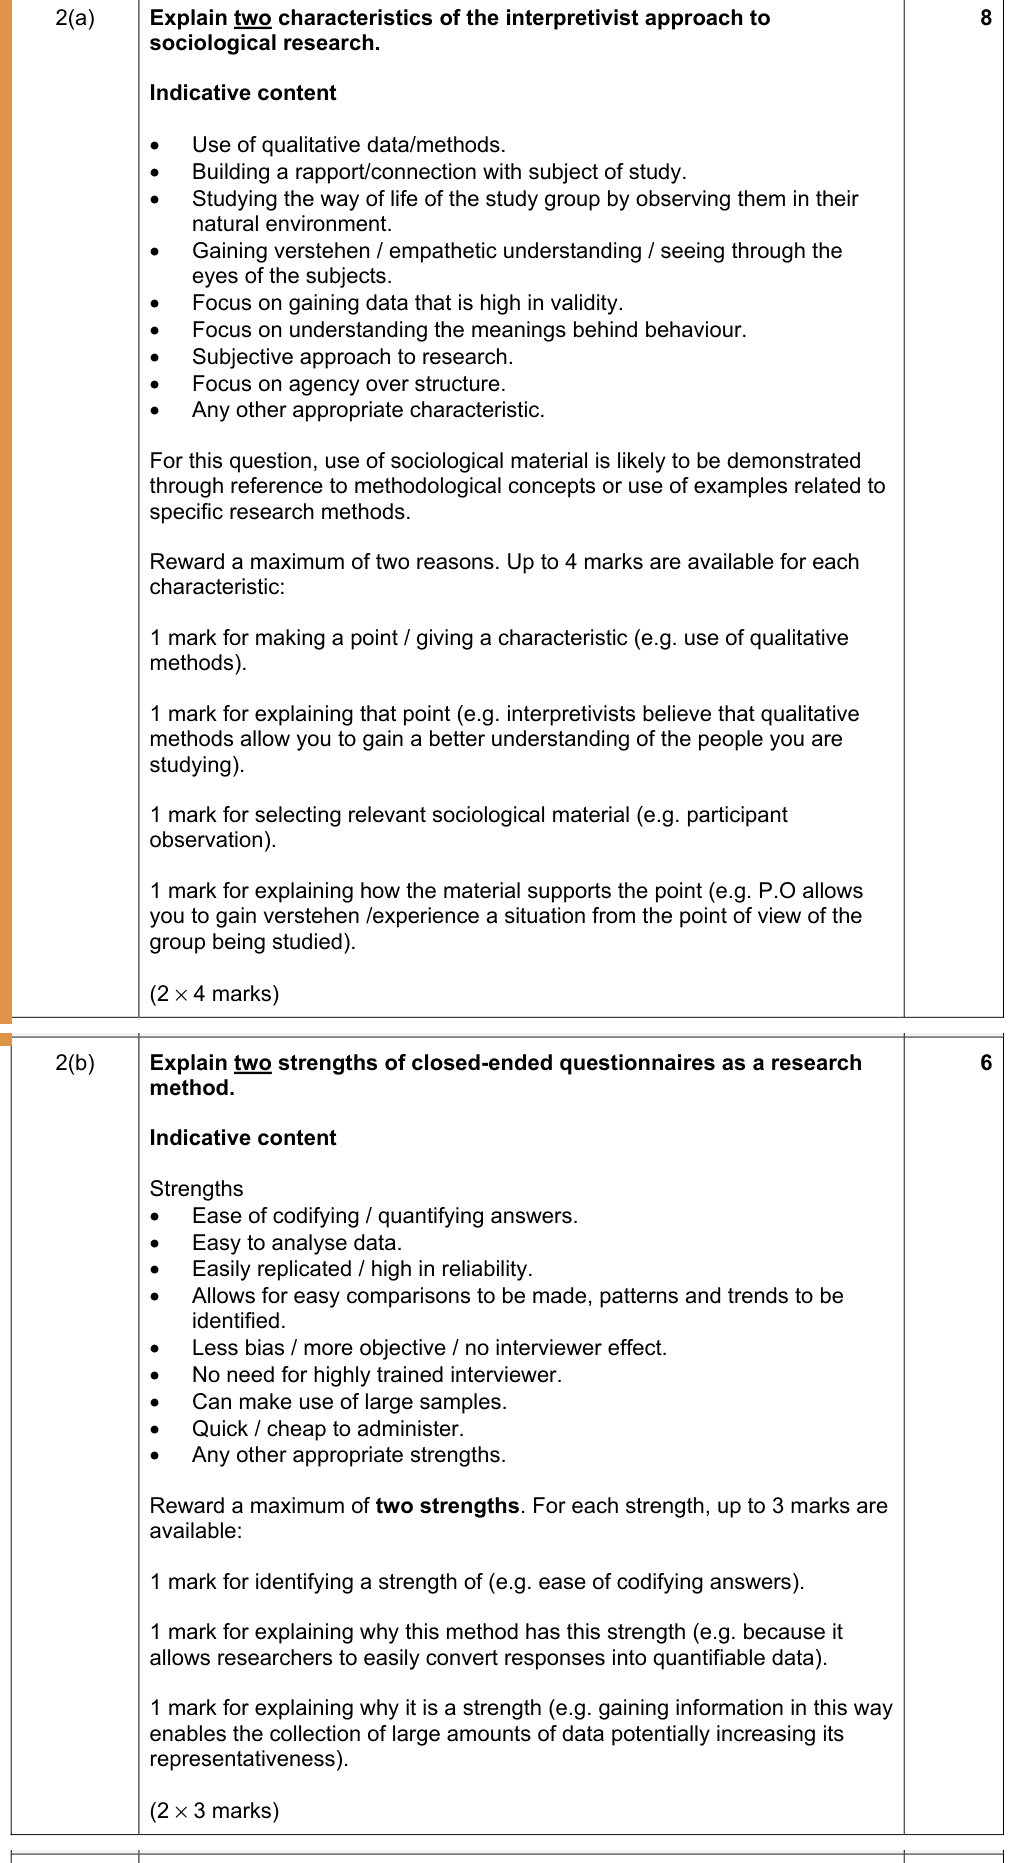 2(a) Explain two characteristics of the interpretivist approach to 8
sociological research.
Indicative content
• Use of qualitative data/methods.
• Building a rapport/connection with subject of study.
• Studying the way of life of the study group by observing them in their
natural environment.
• Gaining verstehen / empathetic understanding / seeing through the
eyes of the subjects.
• Focus on gaining data that is high in validity.
• Focus on understanding the meanings behind behaviour.
• Subjective approach to research.
• Focus on agency over structure.
• Any other appropriate characteristic.
For this question, use of sociological material is likely to be demonstrated
through reference to methodological concepts or use of examples related to
specific research methods.
Reward a maximum of two reasons. Up to 4 marks are available for each
characteristic:
1 mark for making a point / giving a characteristic (e.g. use of qualitative
methods).
1 mark for explaining that point (e.g. interpretivists believe that qualitative
methods allow you to gain a better understanding of the people you are
studying).
1 mark for selecting relevant sociological material (e.g. participant
observation).
1 mark for explaining how the material supports the point (e.g. P.O allows
you to gain verstehen /experience a situation from the point of view of the
group being studied).
(2 × 4 marks)
2(b) Explain two strengths of closed-ended questionnaires as a research 6
method.
Indicative content
Strengths
• Ease of codifying / quantifying answers.
• Easy to analyse data.
• Easily replicated / high in reliability.
• Allows for easy comparisons to be made, patterns and trends to be
identified.
• Less bias / more objective / no interviewer effect.
• No need for highly trained interviewer.
• Can make use of large samples.
• Quick / cheap to administer.
• Any other appropriate strengths.
Reward a maximum of two strengths. For each strength, up to 3 marks are
available:
1 mark for identifying a strength of (e.g. ease of codifying answers).
1 mark for explaining why this method has this strength (e.g. because it
allows researchers to easily convert responses into quantifiable data).
1 mark for explaining why it is a strength (e.g. gaining information in this way
enables the collection of large amounts of data potentially increasing its
representativeness).
(2 × 3 marks)